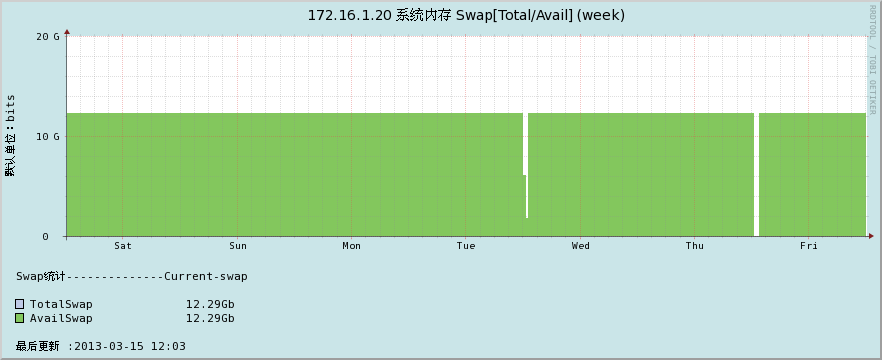 172.16.1.20 系统内存 Swap[Total/Avail] (week)
RRDTOOL / TOBI OETIKER
默认单位：bits
20 G
10 G
0
Sat Sun Mon Tue Wed Thu Fri
Swap统计--------------Current-swap
TotalSwap 12.29Gb
AvailSwap 12.29Gb
最后更新 :2013-03-15 12:03